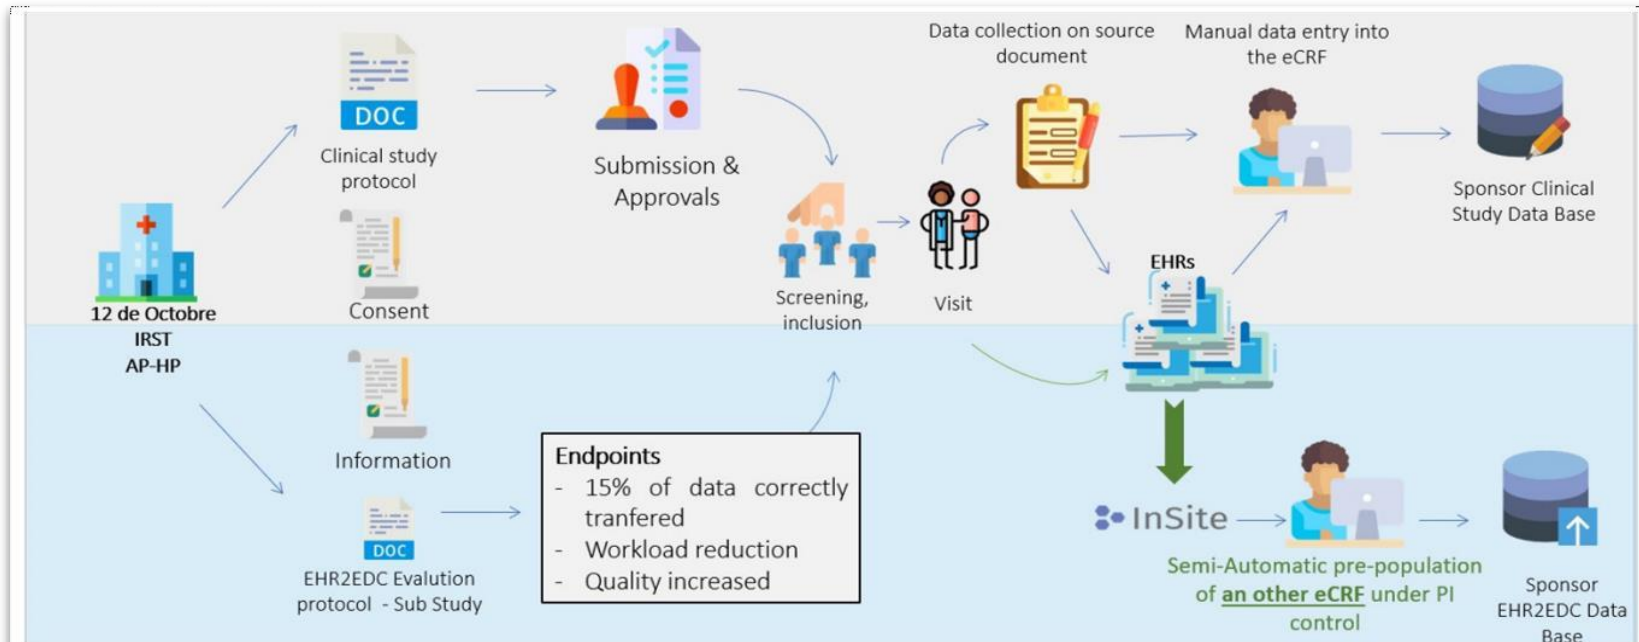 Data collection on source
document
Manual data entry into
the eCRF
DOC
Clinical study
protocol
Submission &
Approvals
Sponsor Clinical
Study Data Base
EHRs
Screening,
inclusion
Visit
Consent
12 de Octobre
IRST
AP-HP
Information
DOC
EHR2EDC Evalution
protocol - Sub Study
Endpoints
- 15% of data correctly
tranfered
- Workload reduction
- Quality increased
InSite
Semi-Automatic pre-population
of an other eCRF under PI
control
Sponsor
EHR2EDC Data
Base